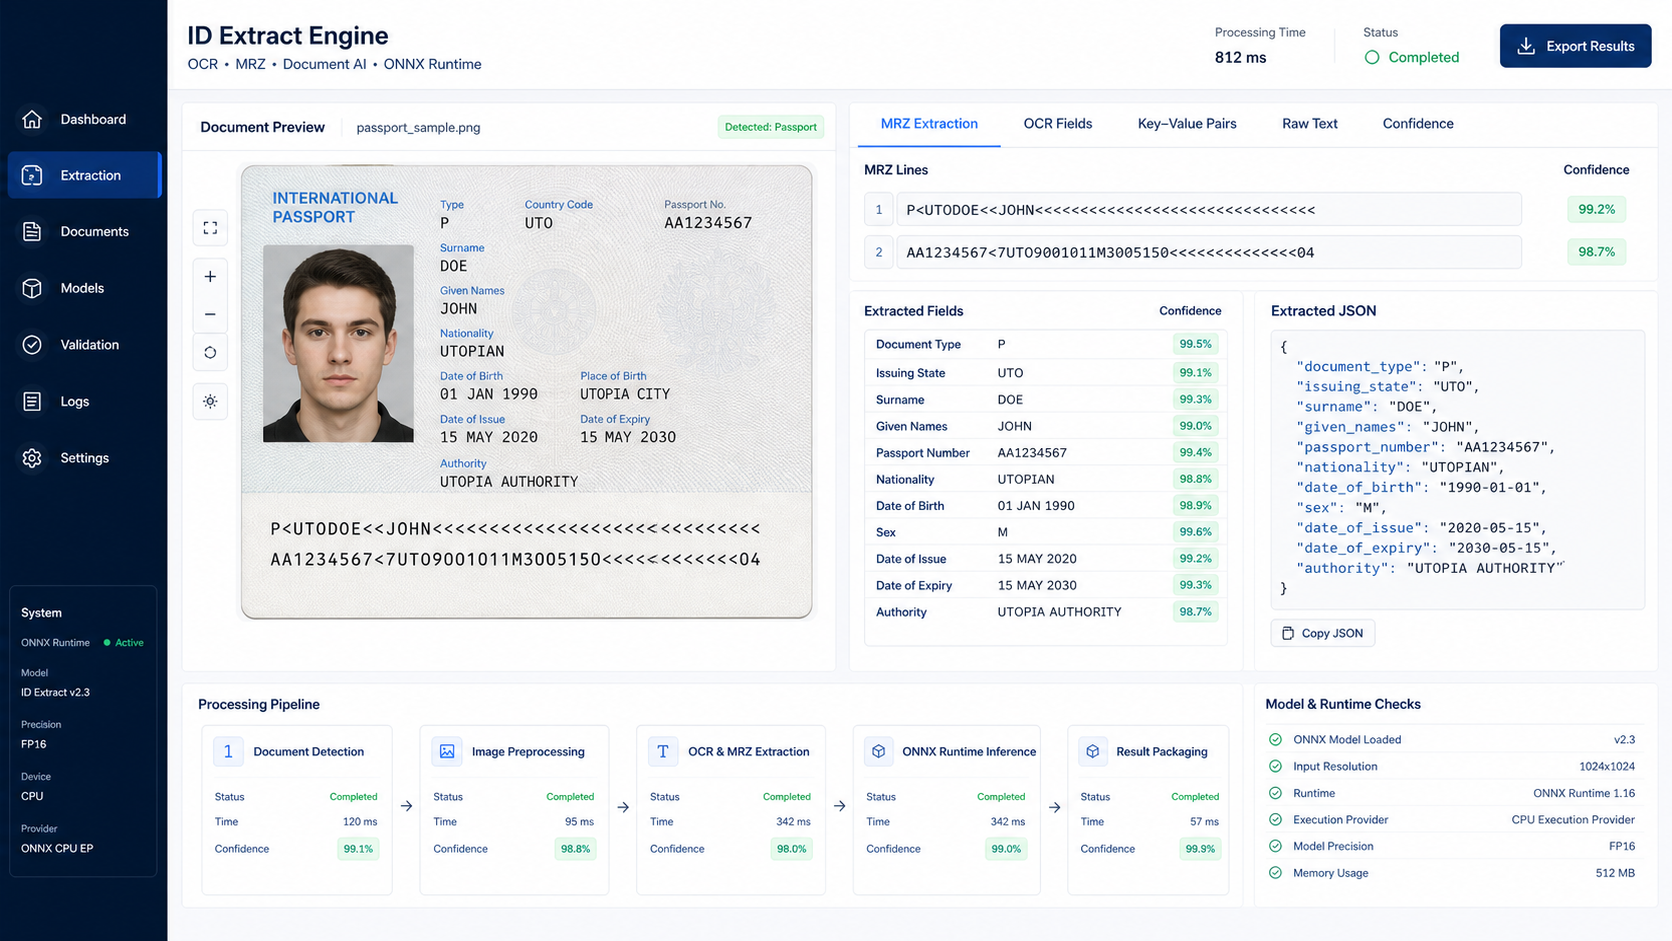 ID Extract Engine
OCR • MRZ • Document AI • ONNX Runtime
Processing Time
812 ms
Status
Completed
Export Results
Dashboard
Extraction
Documents
Models
Validation
Logs
Settings
System
ONNX Runtime Active
Model
ID Extract v2.3
Precision
FP16
Device
CPU
Provider
ONNX CPU EP
Document Preview passport_sample.png Detected: Passport
INTERNATIONAL
PASSPORT
Type Country Code Passport No.
P UTO AA1234567
Surname
DOE
Given Names
JOHN
Nationality
UTOPIAN
Date of Birth Place of Birth
01 JAN 1990 UTOPIA CITY
Date of Issue Date of Expiry
15 MAY 2020 15 MAY 2030
Authority
UTOPIA AUTHORITY
P<UTODOE<<JOHN<<<<<<<<<<<<<<<<<<<<<<<<<<<<<
AA1234567<7UTO9001011M3005150<<<<<<<<<<<<<04
MRZ Extraction OCR Fields Key–Value Pairs Raw Text Confidence
MRZ Lines Confidence
1 P<UTODOE<<JOHN<<<<<<<<<<<<<<<<<<<<<<<<<<<<<<< 99.2%
2 AA1234567<7UTO9001011M3005150<<<<<<<<<<<<<<04 98.7%
Extracted Fields Confidence
Document Type P 99.5%
Issuing State UTO 99.1%
Surname DOE 99.3%
Given Names JOHN 99.0%
Passport Number AA1234567 99.4%
Nationality UTOPIAN 98.8%
Date of Birth 01 JAN 1990 98.9%
Sex M 99.6%
Date of Issue 15 MAY 2020 99.2%
Date of Expiry 15 MAY 2030 99.3%
Authority UTOPIA AUTHORITY 98.7%
Extracted JSON
{
"document_type": "P",
"issuing_state": "UTO",
"surname": "DOE",
"given_names": "JOHN",
"passport_number": "AA1234567",
"nationality": "UTOPIAN",
"date_of_birth": "1990-01-01",
"sex": "M",
"date_of_issue": "2020-05-15",
"date_of_expiry": "2030-05-15",
"authority": "UTOPIA AUTHORITY"
}
Copy JSON
Processing Pipeline
1 Document Detection
Status Completed
Time 120 ms
Confidence 99.1%
Image Preprocessing
Status Completed
Time 95 ms
Confidence 98.8%
T OCR & MRZ Extraction
Status Completed
Time 342 ms
Confidence 98.0%
ONNX Runtime Inference
Status Completed
Time 342 ms
Confidence 99.0%
Result Packaging
Status Completed
Time 57 ms
Confidence 99.9%
Model & Runtime Checks
ONNX Model Loaded v2.3
Input Resolution 1024x1024
Runtime ONNX Runtime 1.16
Execution Provider CPU Execution Provider
Model Precision FP16
Memory Usage 512 MB